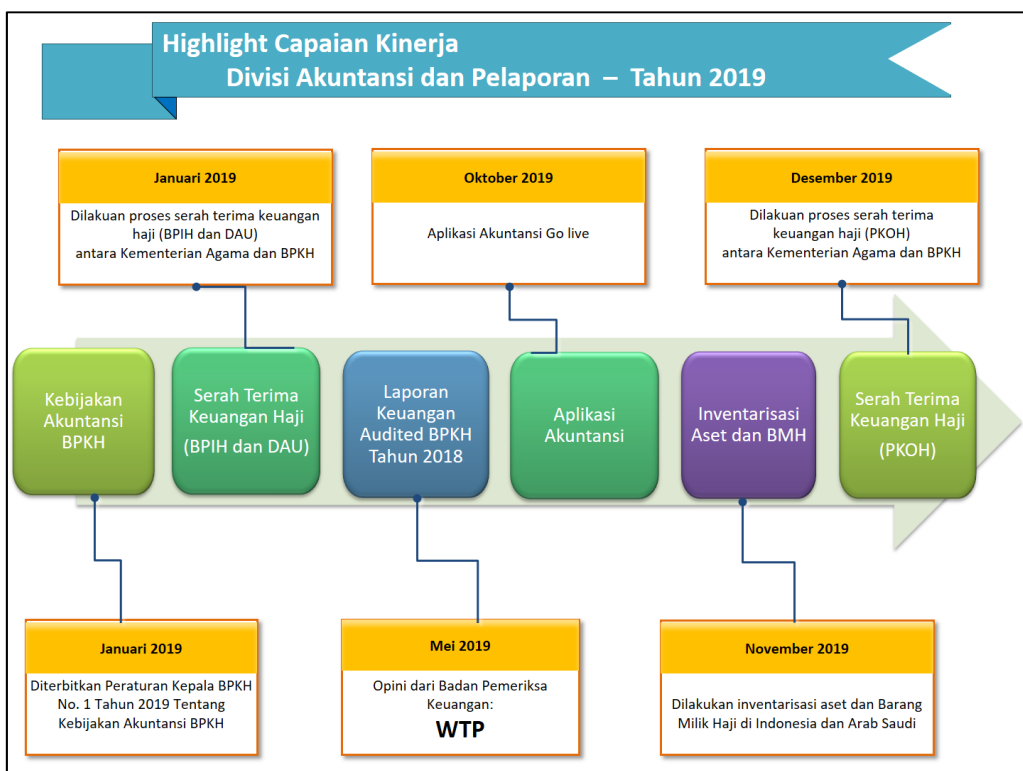 Highlight Capaian Kinerja
Divisi Akuntansi dan Pelaporan – Tahun 2019
Januari 2019
Dilakuan proses serah terima keuangan
haji (BPIH dan DAU)
antara Kementerian Agama dan BPKH
Oktober 2019
Aplikasi Akuntansi Go live
Desember 2019
Dilakuan proses serah terima
keuangan haji (PKOH)
antara Kementerian Agama dan BPKH
Kebijakan
Akuntansi
BPKH
Serah Terima
Keuangan Haji
(BPIH dan DAU)
Laporan
Keuangan
Audited BPKH
Tahun 2018
Aplikasi
Akuntansi
Inventarisasi
Aset dan BMH
Serah Terima
Keuangan Haji
(PKOH)
Januari 2019
Diterbitkan Peraturan Kepala BPKH
No. 1 Tahun 2019 Tentang
Kebijakan Akuntansi BPKH
Mei 2019
Opini dari Badan Pemeriksa
Keuangan:
WTP
November 2019
Dilakukan inventarisasi aset dan Barang
Milik Haji di Indonesia dan Arab Saudi